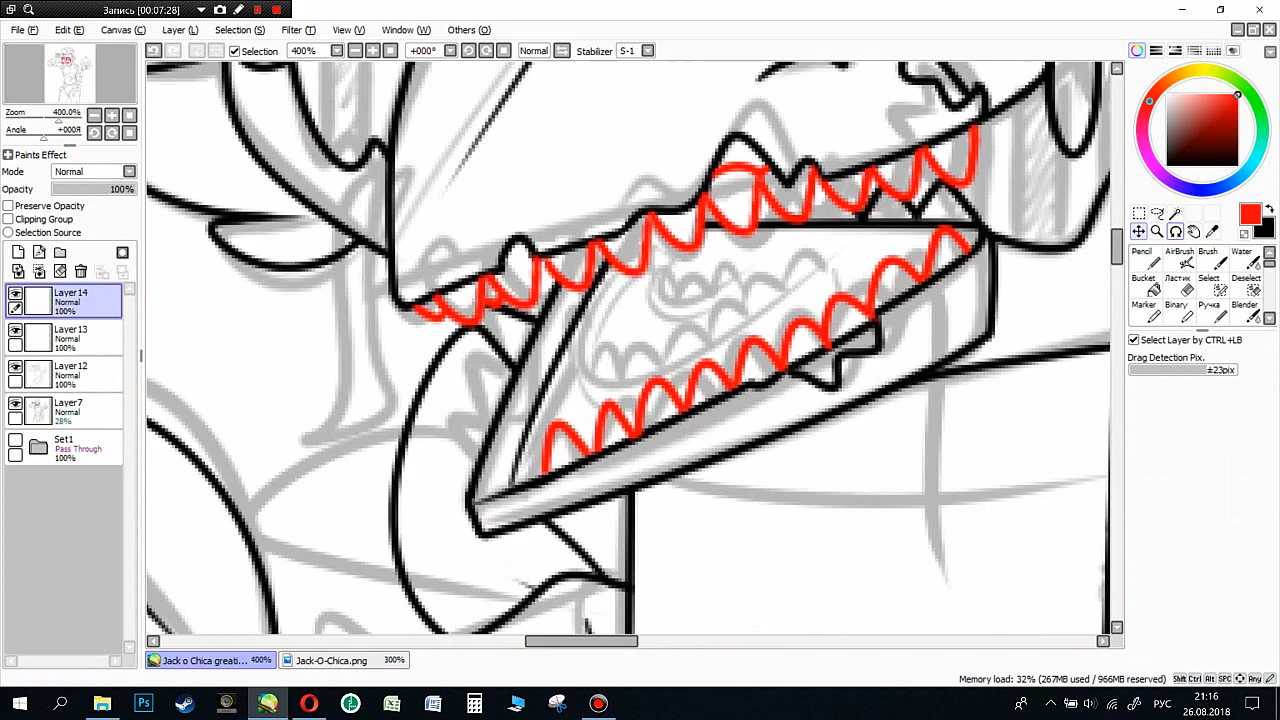 Запись [00:07:28]
File (F) Edit (E) Canvas (C) Layer (L) Selection (S) Filter (T) View (V) Window (W) Others (O)
Selection 400% +000° Normal Stabilizer S-1
Zoom 400.0%
Angle +000Я
Paints Effect
Mode Normal
Opacity 100%
Preserve Opacity
Clipping Group
Selection Source
Layer14
Normal
100%
Layer13
Normal
100%
Layer12
Normal
100%
Layer7
Normal
28%
Set1
Pass Through
100%
Pencil AirBrush Brush Water
Bucket Ластик Select Deselect
Marker Binary Ручка Blender
Select Layer by CTRL+LB
Drag Detection Pix.
±23pix
Jack o Chica greati... 400% Jack-O-Chica.png 300%
Memory load: 32% (267MB used / 966MB reserved) Shift Ctrl Alt SPC Any
Ps
РУС
21:16
26.08.2018